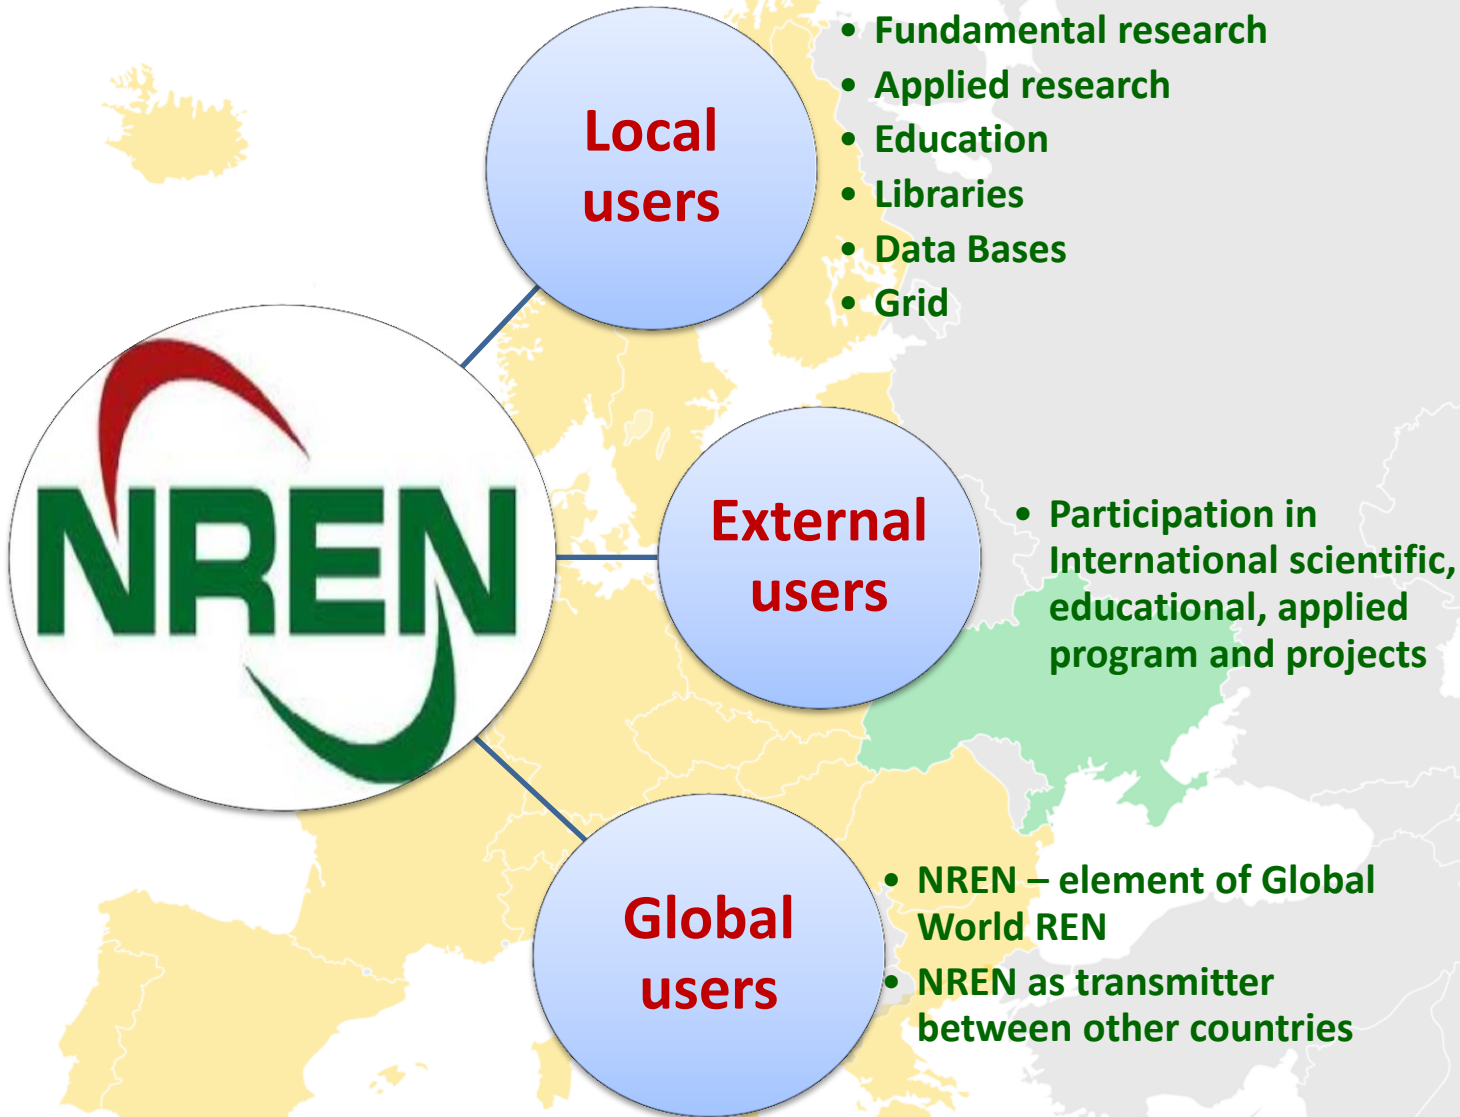 NREN
Local
users
• Fundamental research
• Applied research
• Education
• Libraries
• Data Bases
• Grid
External
users
• Participation in
International scientific,
educational, applied
program and projects
Global
users
• NREN – element of Global
World REN
• NREN as transmitter
between other countries